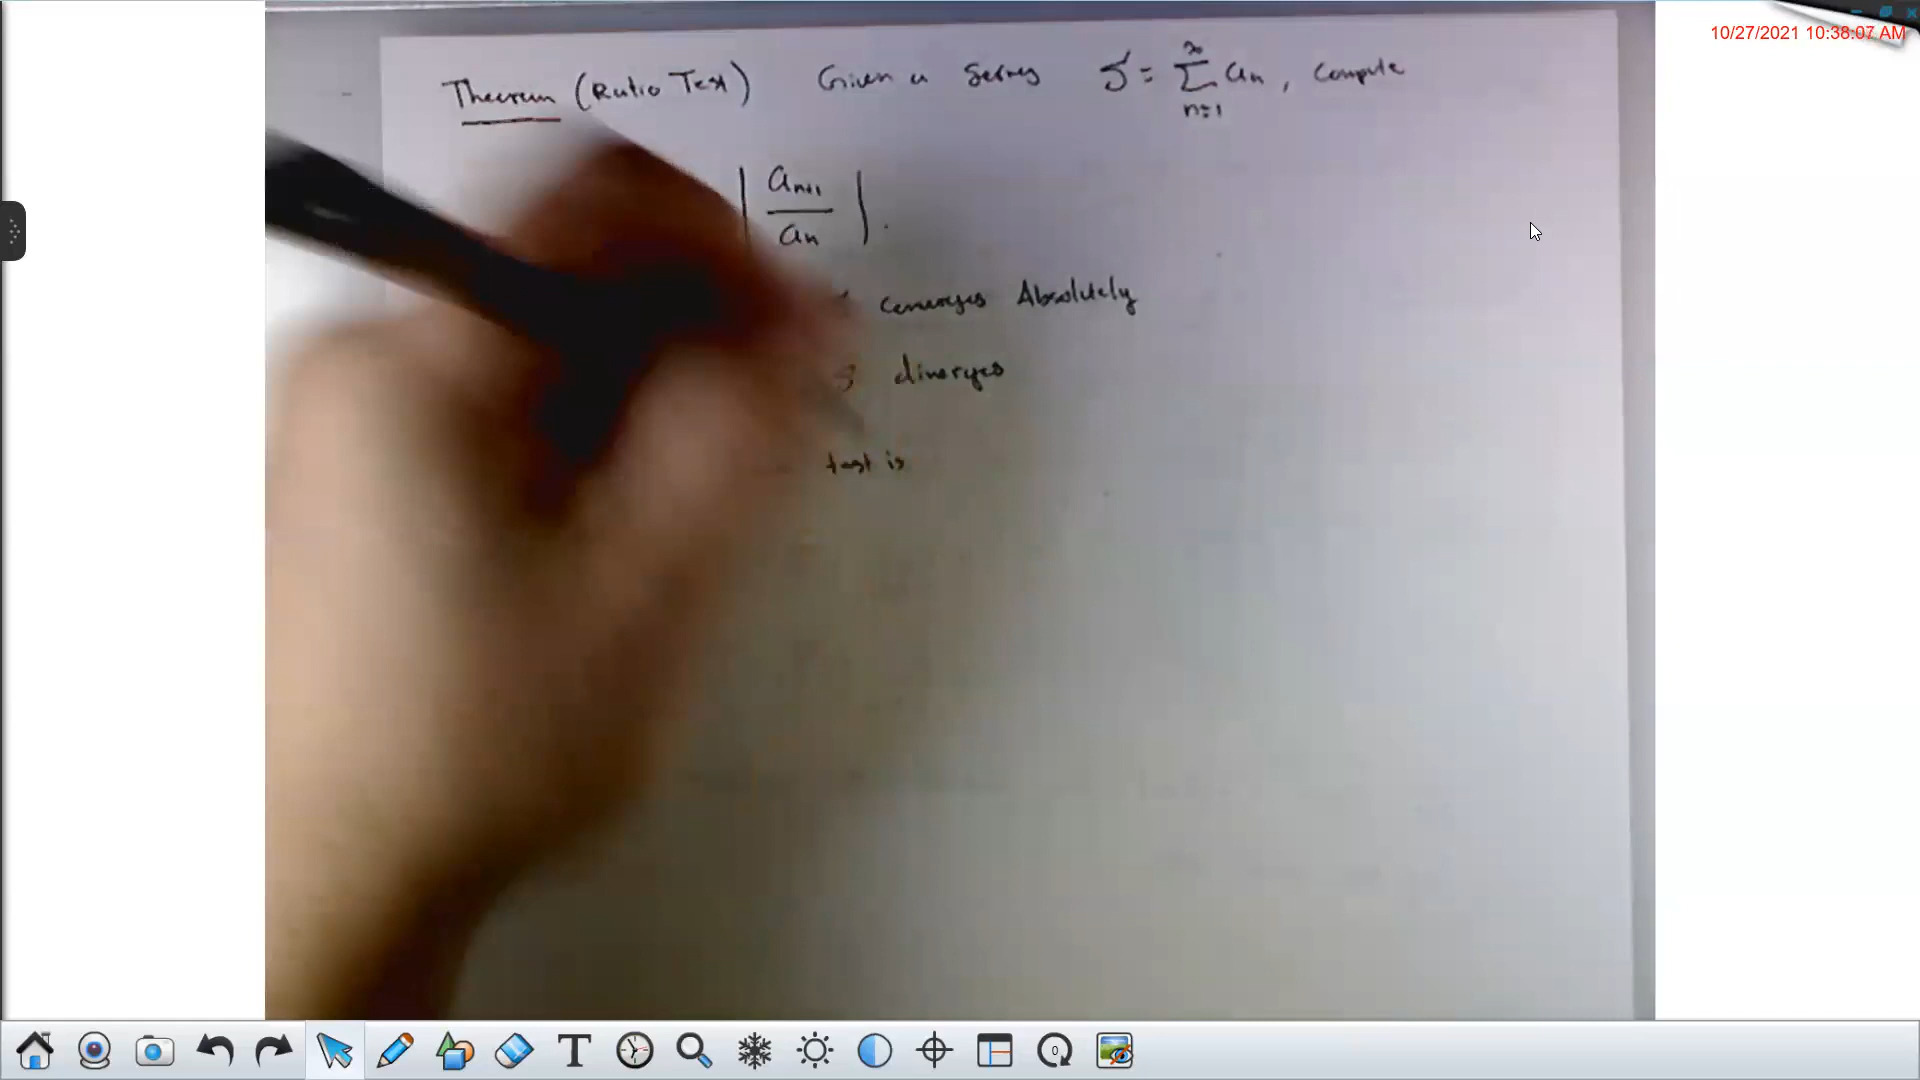 10/27/2021 10:38:07 AM
Theorem (Ratio Test) Given a series S = ∑_{n=1}^{∞} a_n, compute
| a_{n+1} / a_n | .
converges Absolutely
S diverges
test is
0